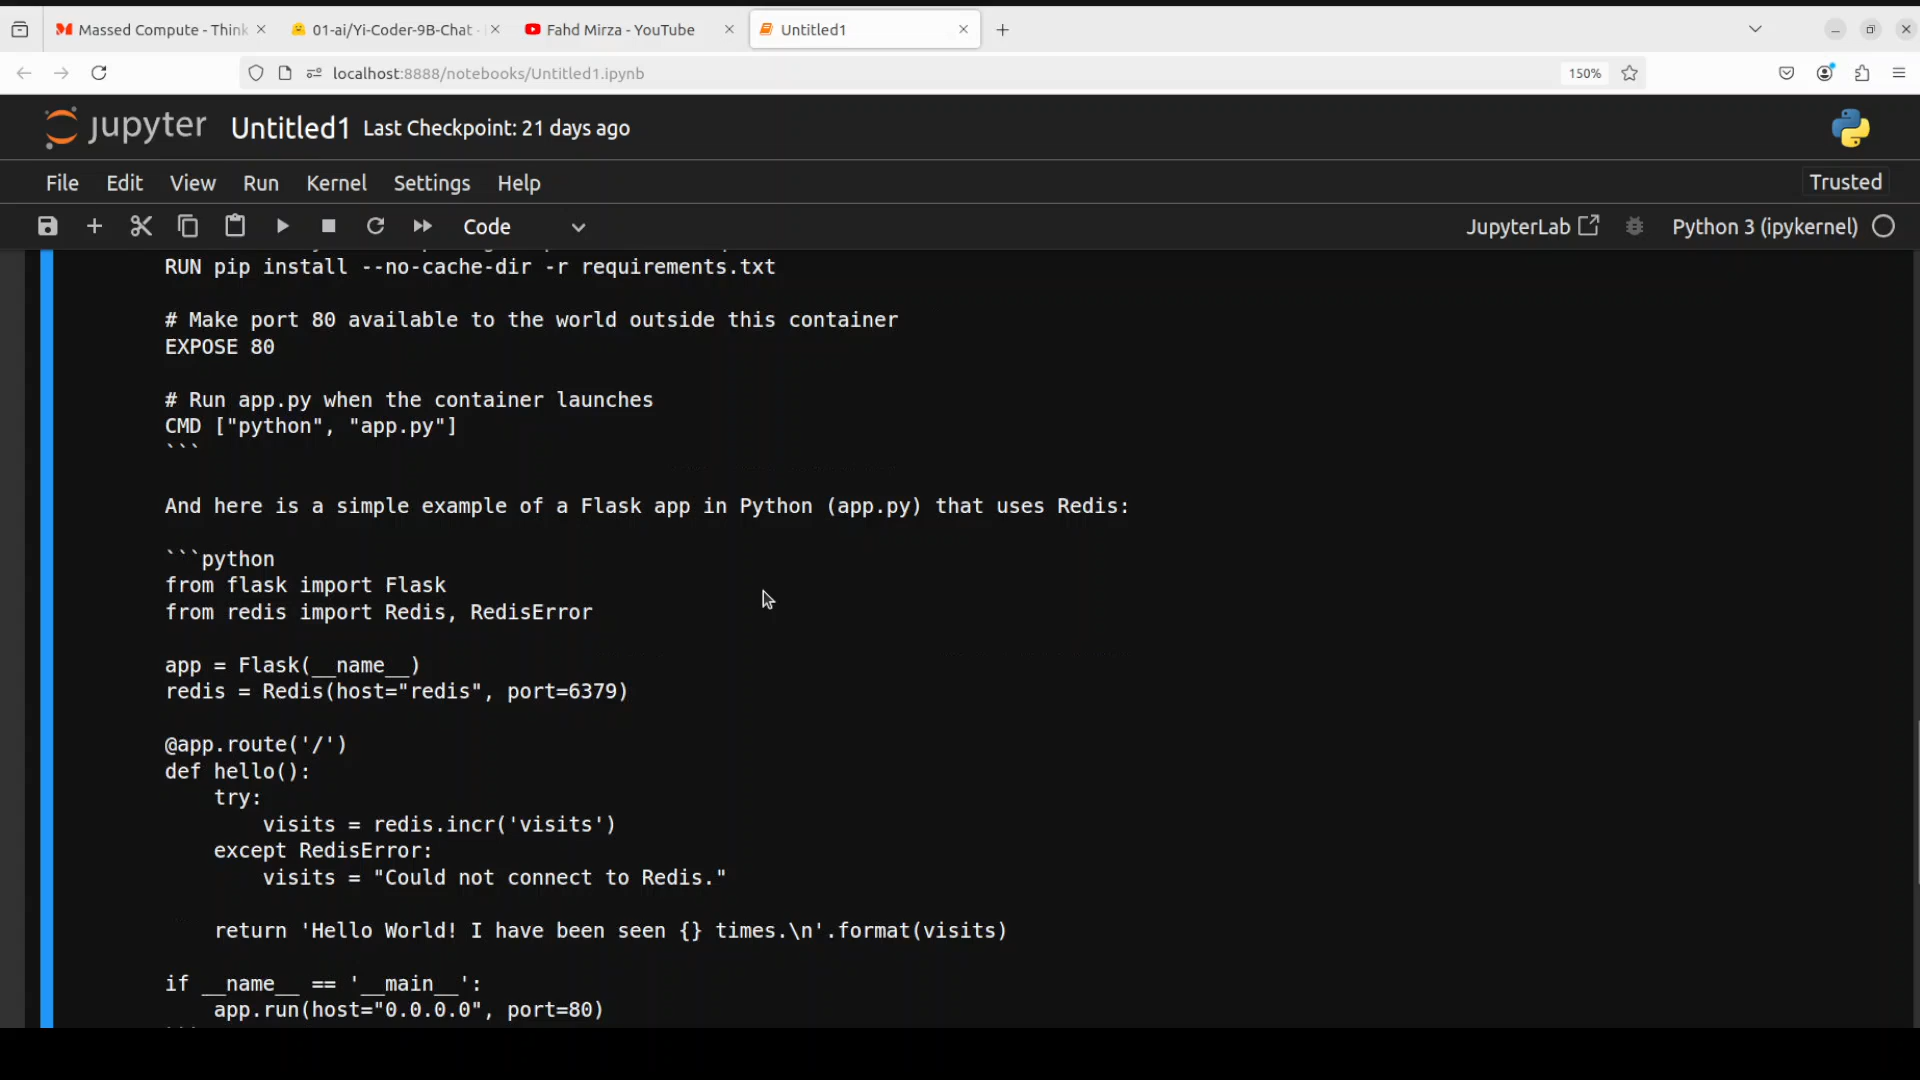 Massed Compute - Think
01-ai/Yi-Coder-9B-Chat -
Fahd Mirza - YouTube
Untitled1
localhost:8888/notebooks/Untitled1.ipynb
150%
jupyter Untitled1 Last Checkpoint: 21 days ago
File Edit View Run Kernel Settings Help
Trusted
Code
JupyterLab
Python 3 (ipykernel)
RUN pip install --no-cache-dir -r requirements.txt
# Make port 80 available to the world outside this container
EXPOSE 80
# Run app.py when the container launches
CMD ["python", "app.py"]
```
And here is a simple example of a Flask app in Python (app.py) that uses Redis:
```python
from flask import Flask
from redis import Redis, RedisError
app = Flask(__name__)
redis = Redis(host="redis", port=6379)
@app.route('/')
def hello():
    try:
        visits = redis.incr('visits')
    except RedisError:
        visits = "Could not connect to Redis."
    return 'Hello World! I have been seen {} times.\n'.format(visits)
if __name__ == '__main__':
    app.run(host="0.0.0.0", port=80)
```